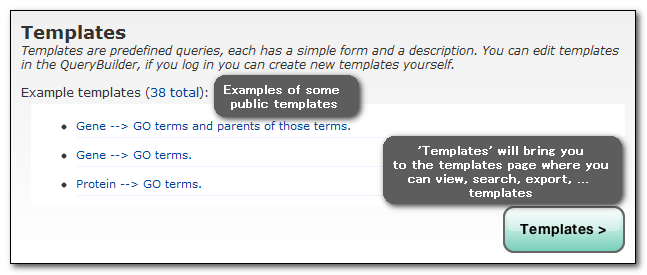 Templates
Templates are predefined queries, each has a simple form and a description. You can edit templates
in the QueryBuilder, if you log in you can create new templates yourself.
Example templates (38 total):
Examples of some
public templates
Gene --> GO terms and parents of those terms.
Gene --> GO terms.
Protein --> GO terms.
'Templates' will bring you
to the templates page where you
can view, search, export, ...
templates
Templates >